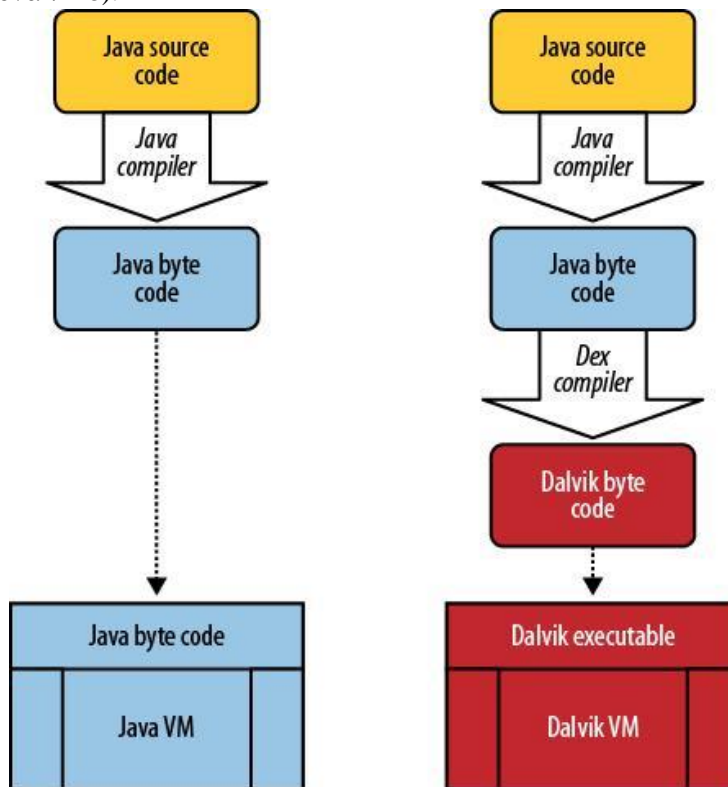 Java source
code
Java
compiler
Java byte
code
Java byte code
Java VM
Java source
code
Java
compiler
Java byte
code
Dex
compiler
Dalvik byte
code
Dalvik executable
Dalvik VM